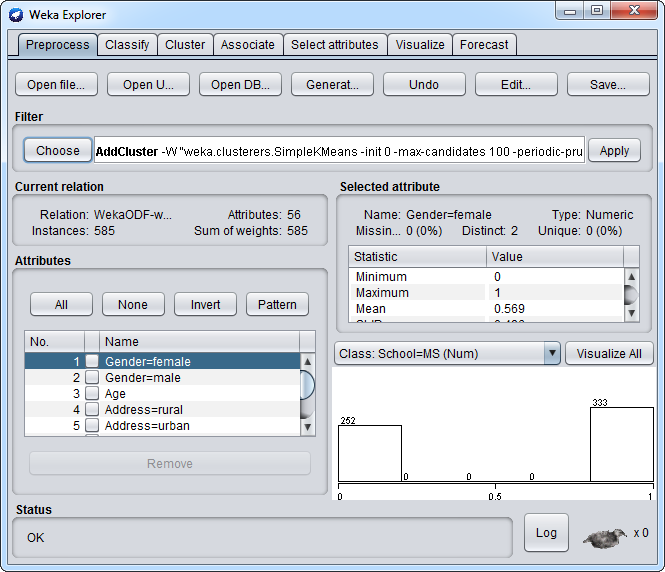 Weka Explorer
Preprocess Classify Cluster Associate Select attributes Visualize Forecast
Open file... Open U... Open DB... Generat... Undo Edit... Save...
Filter
Choose AddCluster -W "weka.clusterers.SimpleKMeans -init 0 -max-candidates 100 -periodic-pru Apply
Current relation
Relation: WekaODF-w... Attributes: 56
Instances: 585 Sum of weights: 585
Attributes
All None Invert Pattern
No. Name
1 Gender=female
2 Gender=male
3 Age
4 Address=rural
5 Address=urban
Remove
Selected attribute
Name: Gender=female Type: Numeric
Missin... 0 (0%) Distinct: 2 Unique: 0 (0%)
Statistic Value
Minimum 0
Maximum 1
Mean 0.569
Class: School=MS (Num) Visualize All
252 0 0 0 333
0 0.5 1
Status
OK
Log x 0